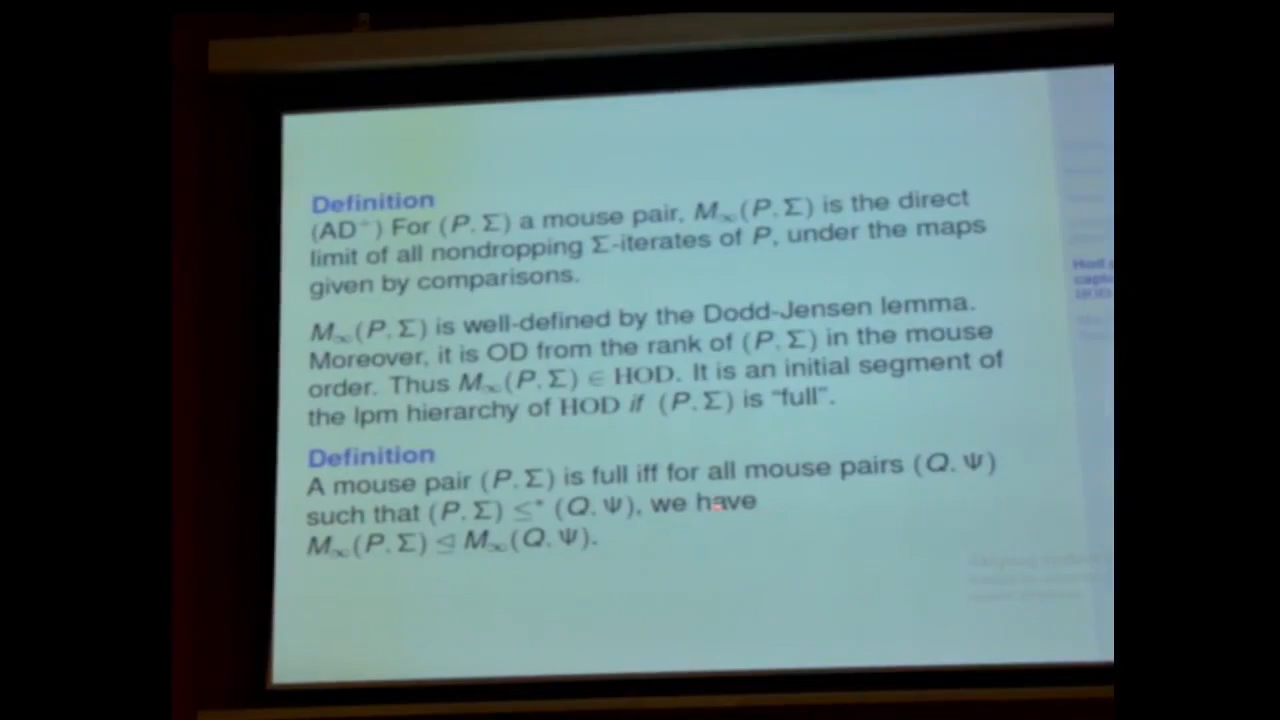 Definition
(AD⁺) For (P, Σ) a mouse pair, M∞(P, Σ) is the direct
limit of all nondropping Σ-iterates of P, under the maps
given by comparisons.
M∞(P, Σ) is well-defined by the Dodd-Jensen lemma.
Moreover, it is OD from the rank of (P, Σ) in the mouse
order. Thus M∞(P, Σ) ∈ HOD. It is an initial segment of
the lpm hierarchy of HOD if (P, Σ) is "full".
Definition
A mouse pair (P, Σ) is full iff for all mouse pairs (Q, Ψ)
such that (P, Σ) ≤* (Q, Ψ), we have
M∞(P, Σ) ⊴ M∞(Q, Ψ).
Hod